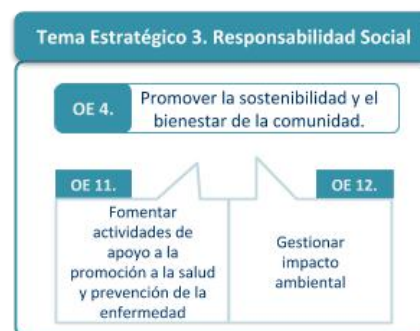 Tema Estratégico 3. Responsabilidad Social
OE 4.
Promover la sostenibilidad y el
bienestar de la comunidad.
OE 11.
Fomentar
actividades de
apoyo a la
promoción a la salud
y prevención de la
enfermedad
OE 12.
Gestionar
impacto
ambiental